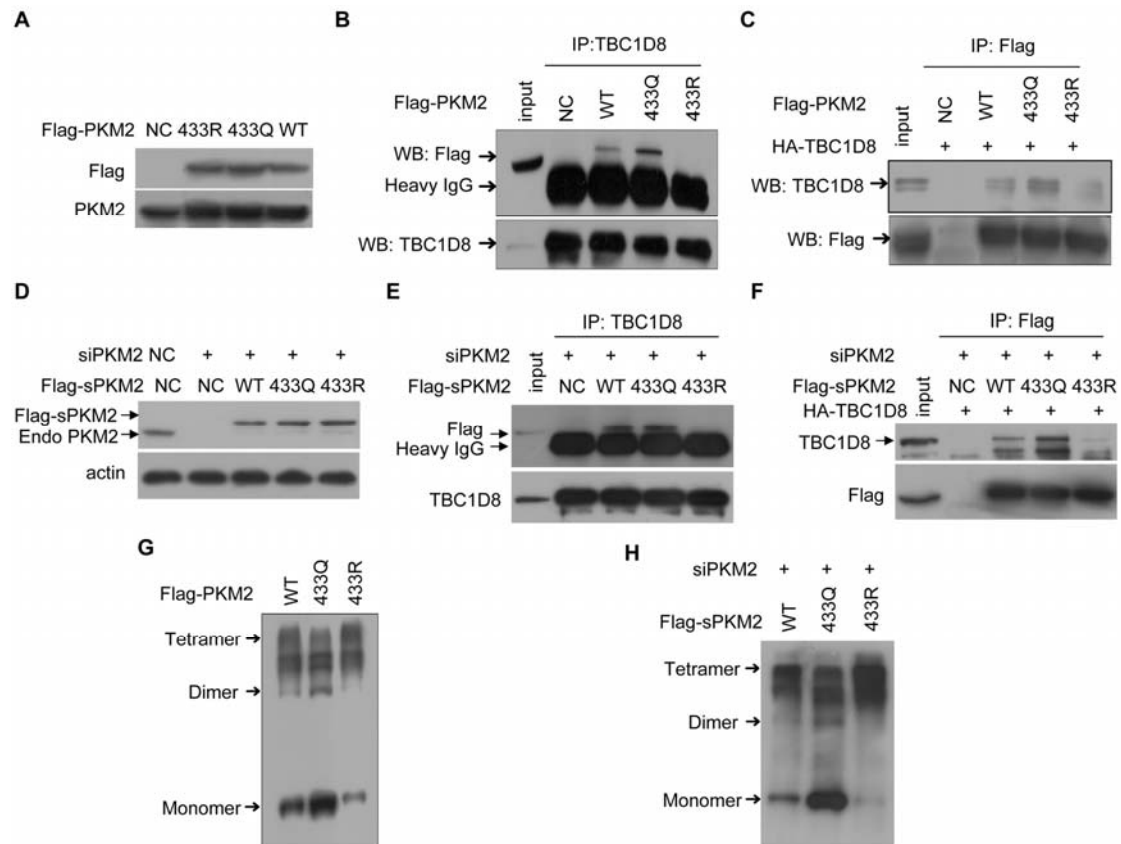 A
Flag-PKM2 NC 433R 433Q WT
Flag
PKM2
B
IP:TBC1D8
Flag-PKM2 input NC WT 433Q 433R
WB: Flag
Heavy IgG
WB: TBC1D8
C
IP: Flag
Flag-PKM2 input NC WT 433Q 433R
HA-TBC1D8 + + + +
WB: TBC1D8
WB: Flag
D
siPKM2 NC + + + +
Flag-sPKM2 NC NC WT 433Q 433R
Flag-sPKM2
Endo PKM2
actin
E
IP: TBC1D8
siPKM2 input + + + +
Flag-sPKM2 NC WT 433Q 433R
Flag
Heavy IgG
TBC1D8
F
IP: Flag
siPKM2 + + + +
Flag-sPKM2 input NC WT 433Q 433R
HA-TBC1D8 + + + +
TBC1D8
Flag
G
Flag-PKM2 WT 433Q 433R
Tetramer
Dimer
Monomer
H
siPKM2 + + +
Flag-sPKM2 WT 433Q 433R
Tetramer
Dimer
Monomer